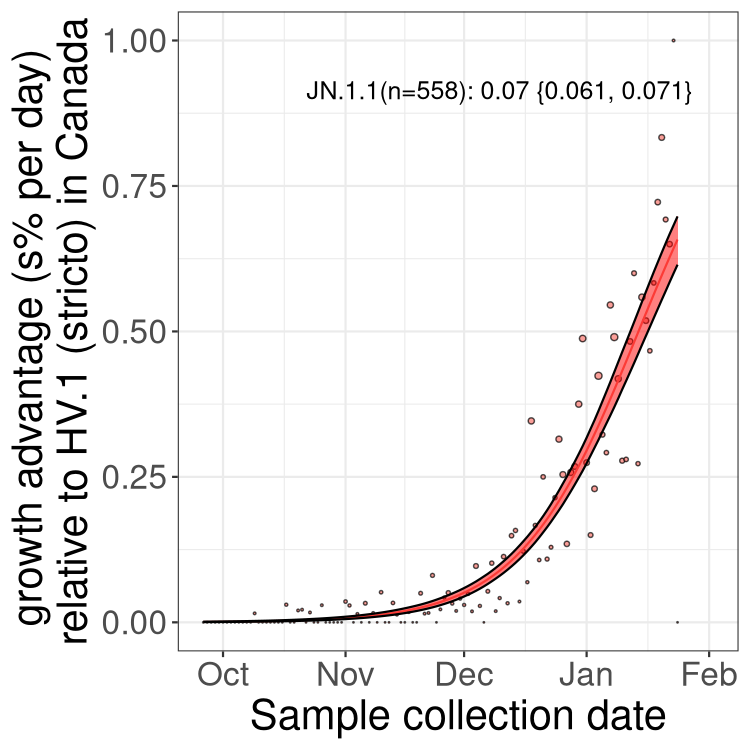 growth advantage (s% per day)
relative to HV.1 (stricto) in Canada
1.00
0.75
0.50
0.25
0.00
JN.1.1(n=558): 0.07 {0.061, 0.071}
Oct Nov Dec Jan Feb
Sample collection date